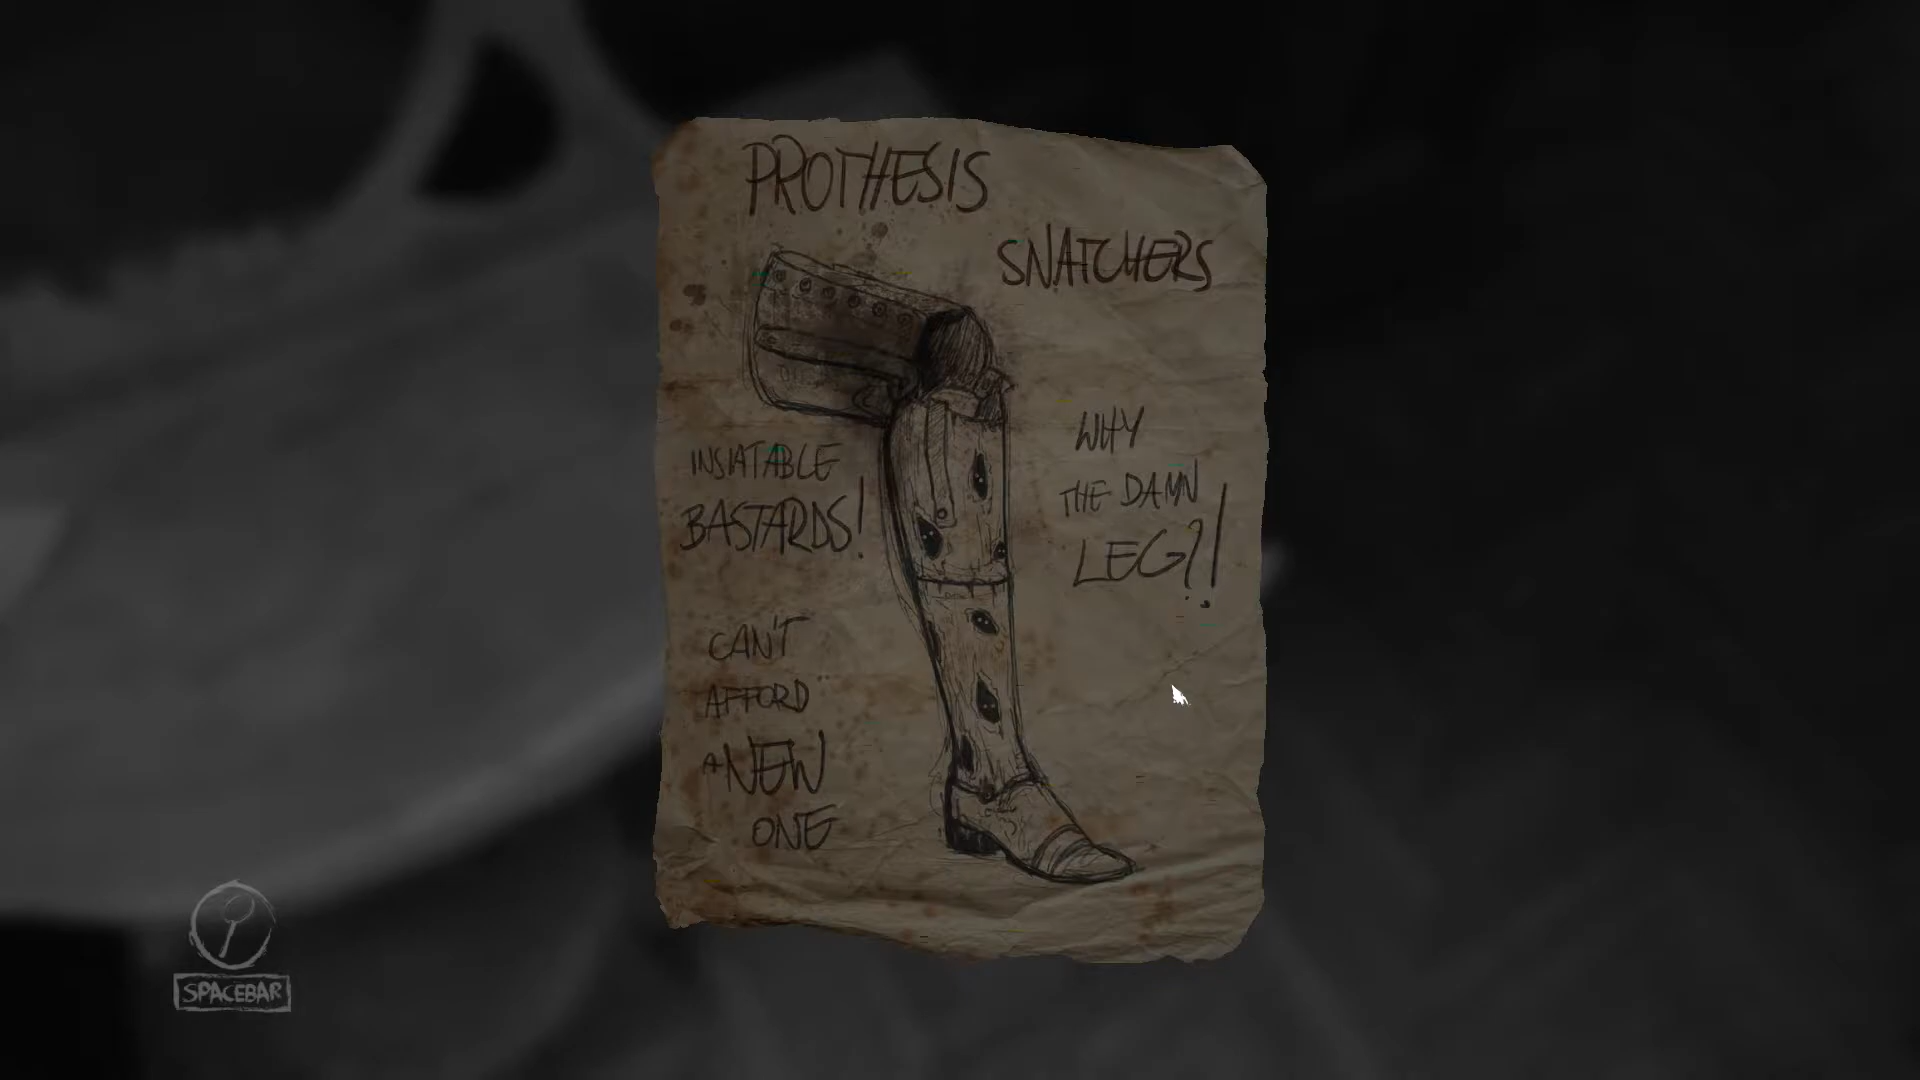 PROTHESIS
SNATCHERS
INSIATABLE
BASTARDS!
WHY
THE DAMN
LEG?!
CAN'T
AFFORD
A NEW
ONE
SPACEBAR